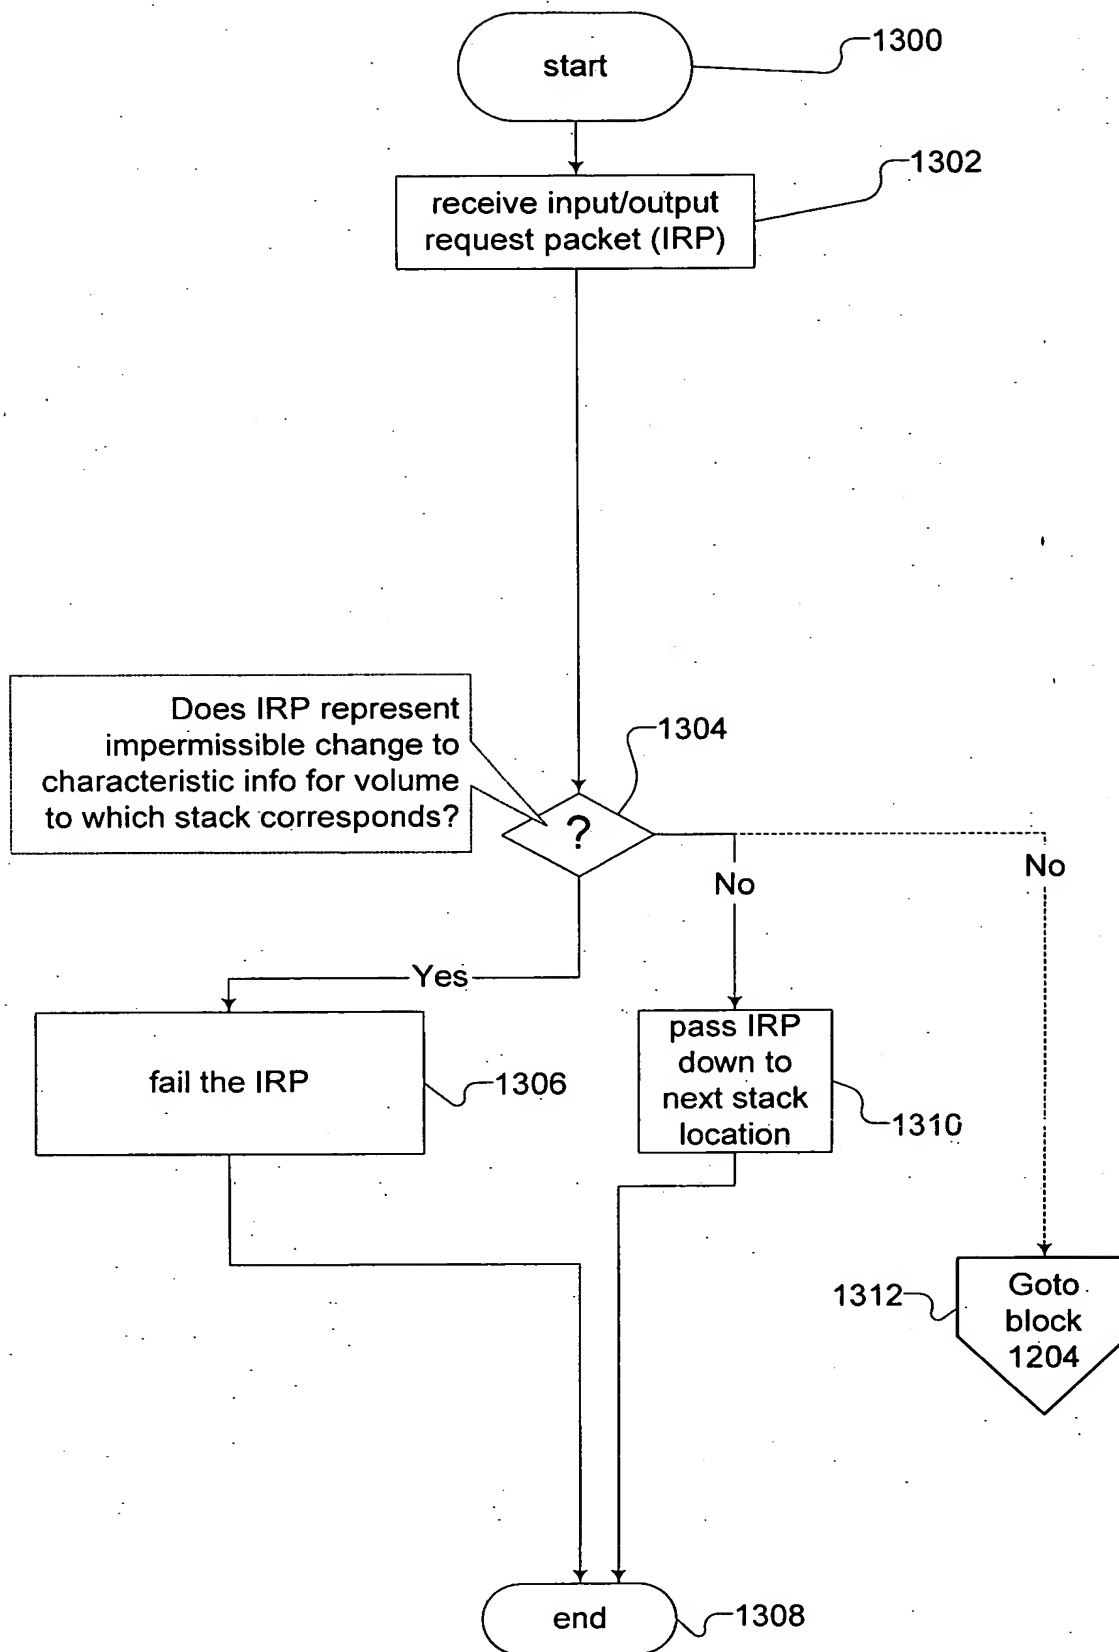 start
1300
1302
receive input/output
request packet (IRP)
Does IRP represent
impermissible change to
characteristic info for volume
to which stack corresponds?
1304
?
No
No
Yes
fail the IRP
1306
pass IRP
down to
next stack
location
1310
1312
Goto
block
1204
end
1308